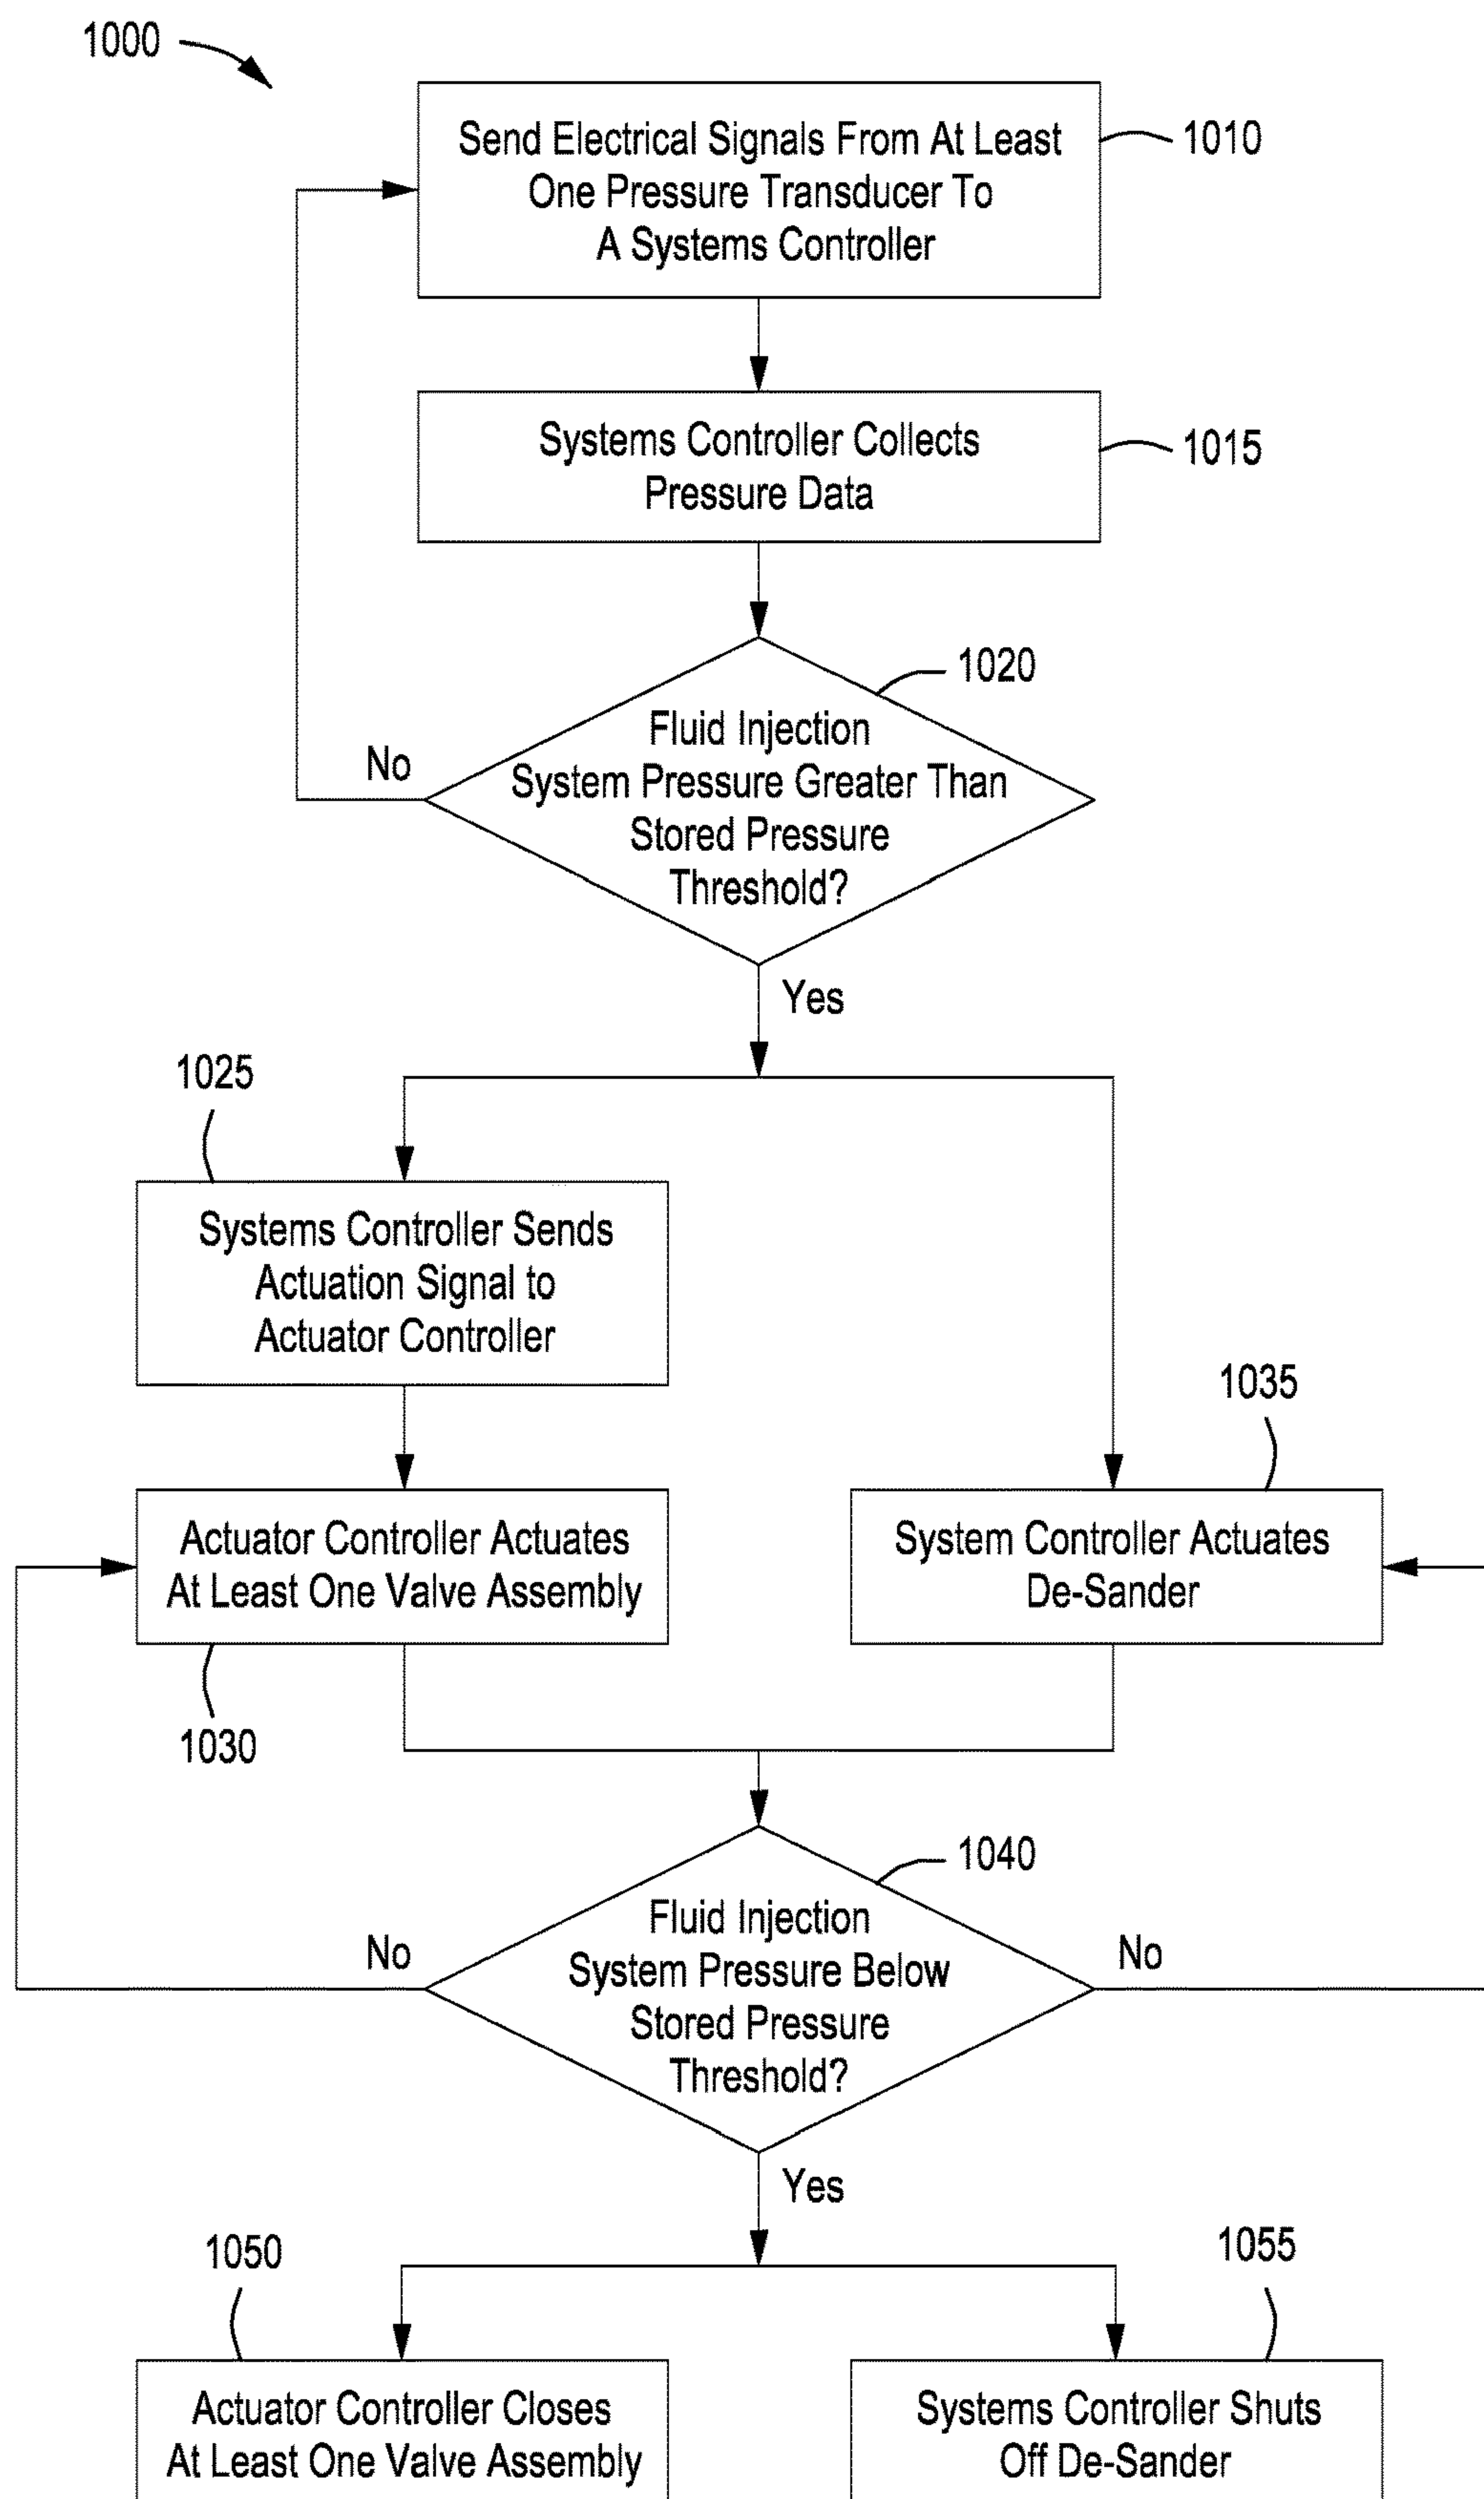 1000
Send Electrical Signals From At Least
One Pressure Transducer To
A Systems Controller
1010
Systems Controller Collects
Pressure Data
1015
1020
Fluid Injection
System Pressure Greater Than
Stored Pressure
Threshold?
No
Yes
1025
Systems Controller Sends
Actuation Signal to
Actuator Controller
1035
Actuator Controller Actuates
At Least One Valve Assembly
System Controller Actuates
De-Sander
1030
1040
Fluid Injection
System Pressure Below
Stored Pressure
Threshold?
No
No
Yes
1050
1055
Actuator Controller Closes
At Least One Valve Assembly
Systems Controller Shuts
Off De-Sander